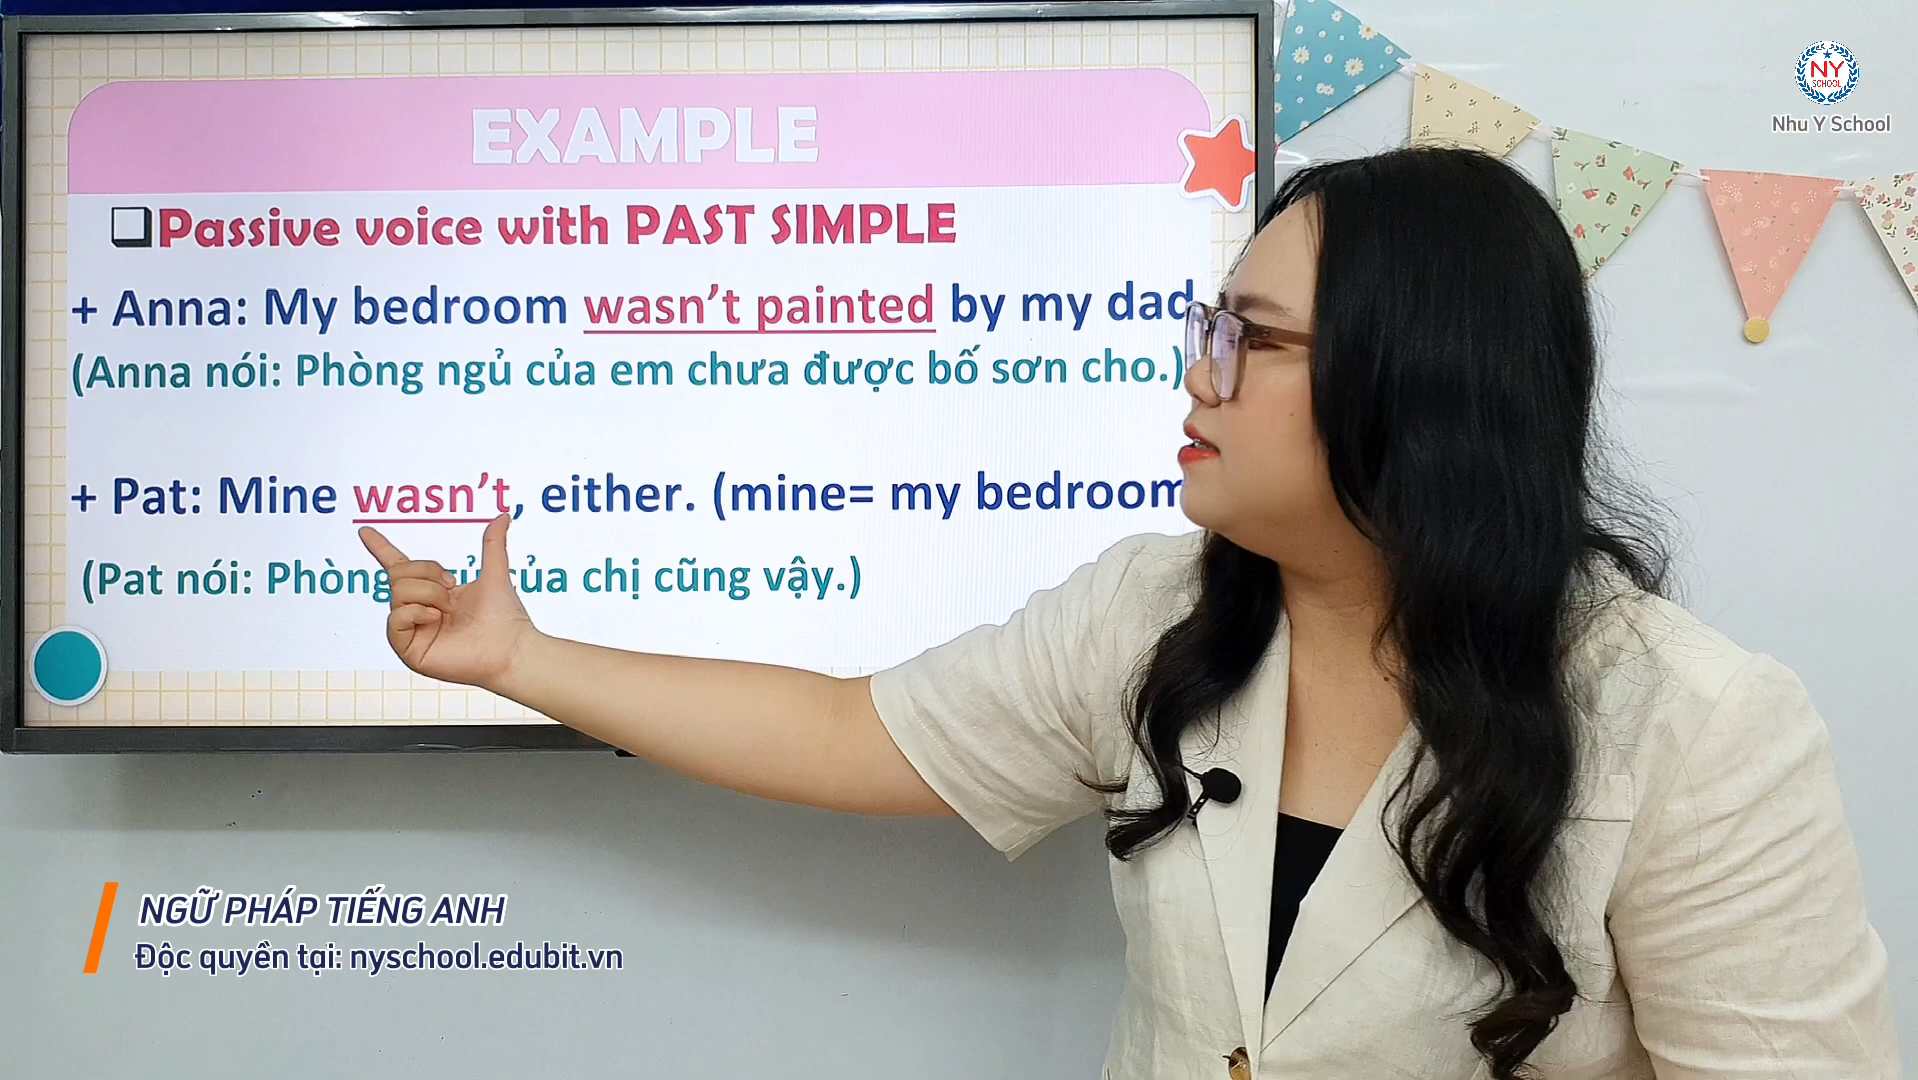 EXAMPLE
Passive voice with PAST SIMPLE
+ Anna: My bedroom wasn't painted by my dad
(Anna nói: Phòng ngủ của em chưa được bố sơn cho.)
+ Pat: Mine wasn't, either. (mine= my bedroom
(Pat nói: Phòng ngủ của chị cũng vậy.)
NY
SCHOOL
Nhu Y School
NGỮ PHÁP TIẾNG ANH
Độc quyền tại: nyschool.edubit.vn